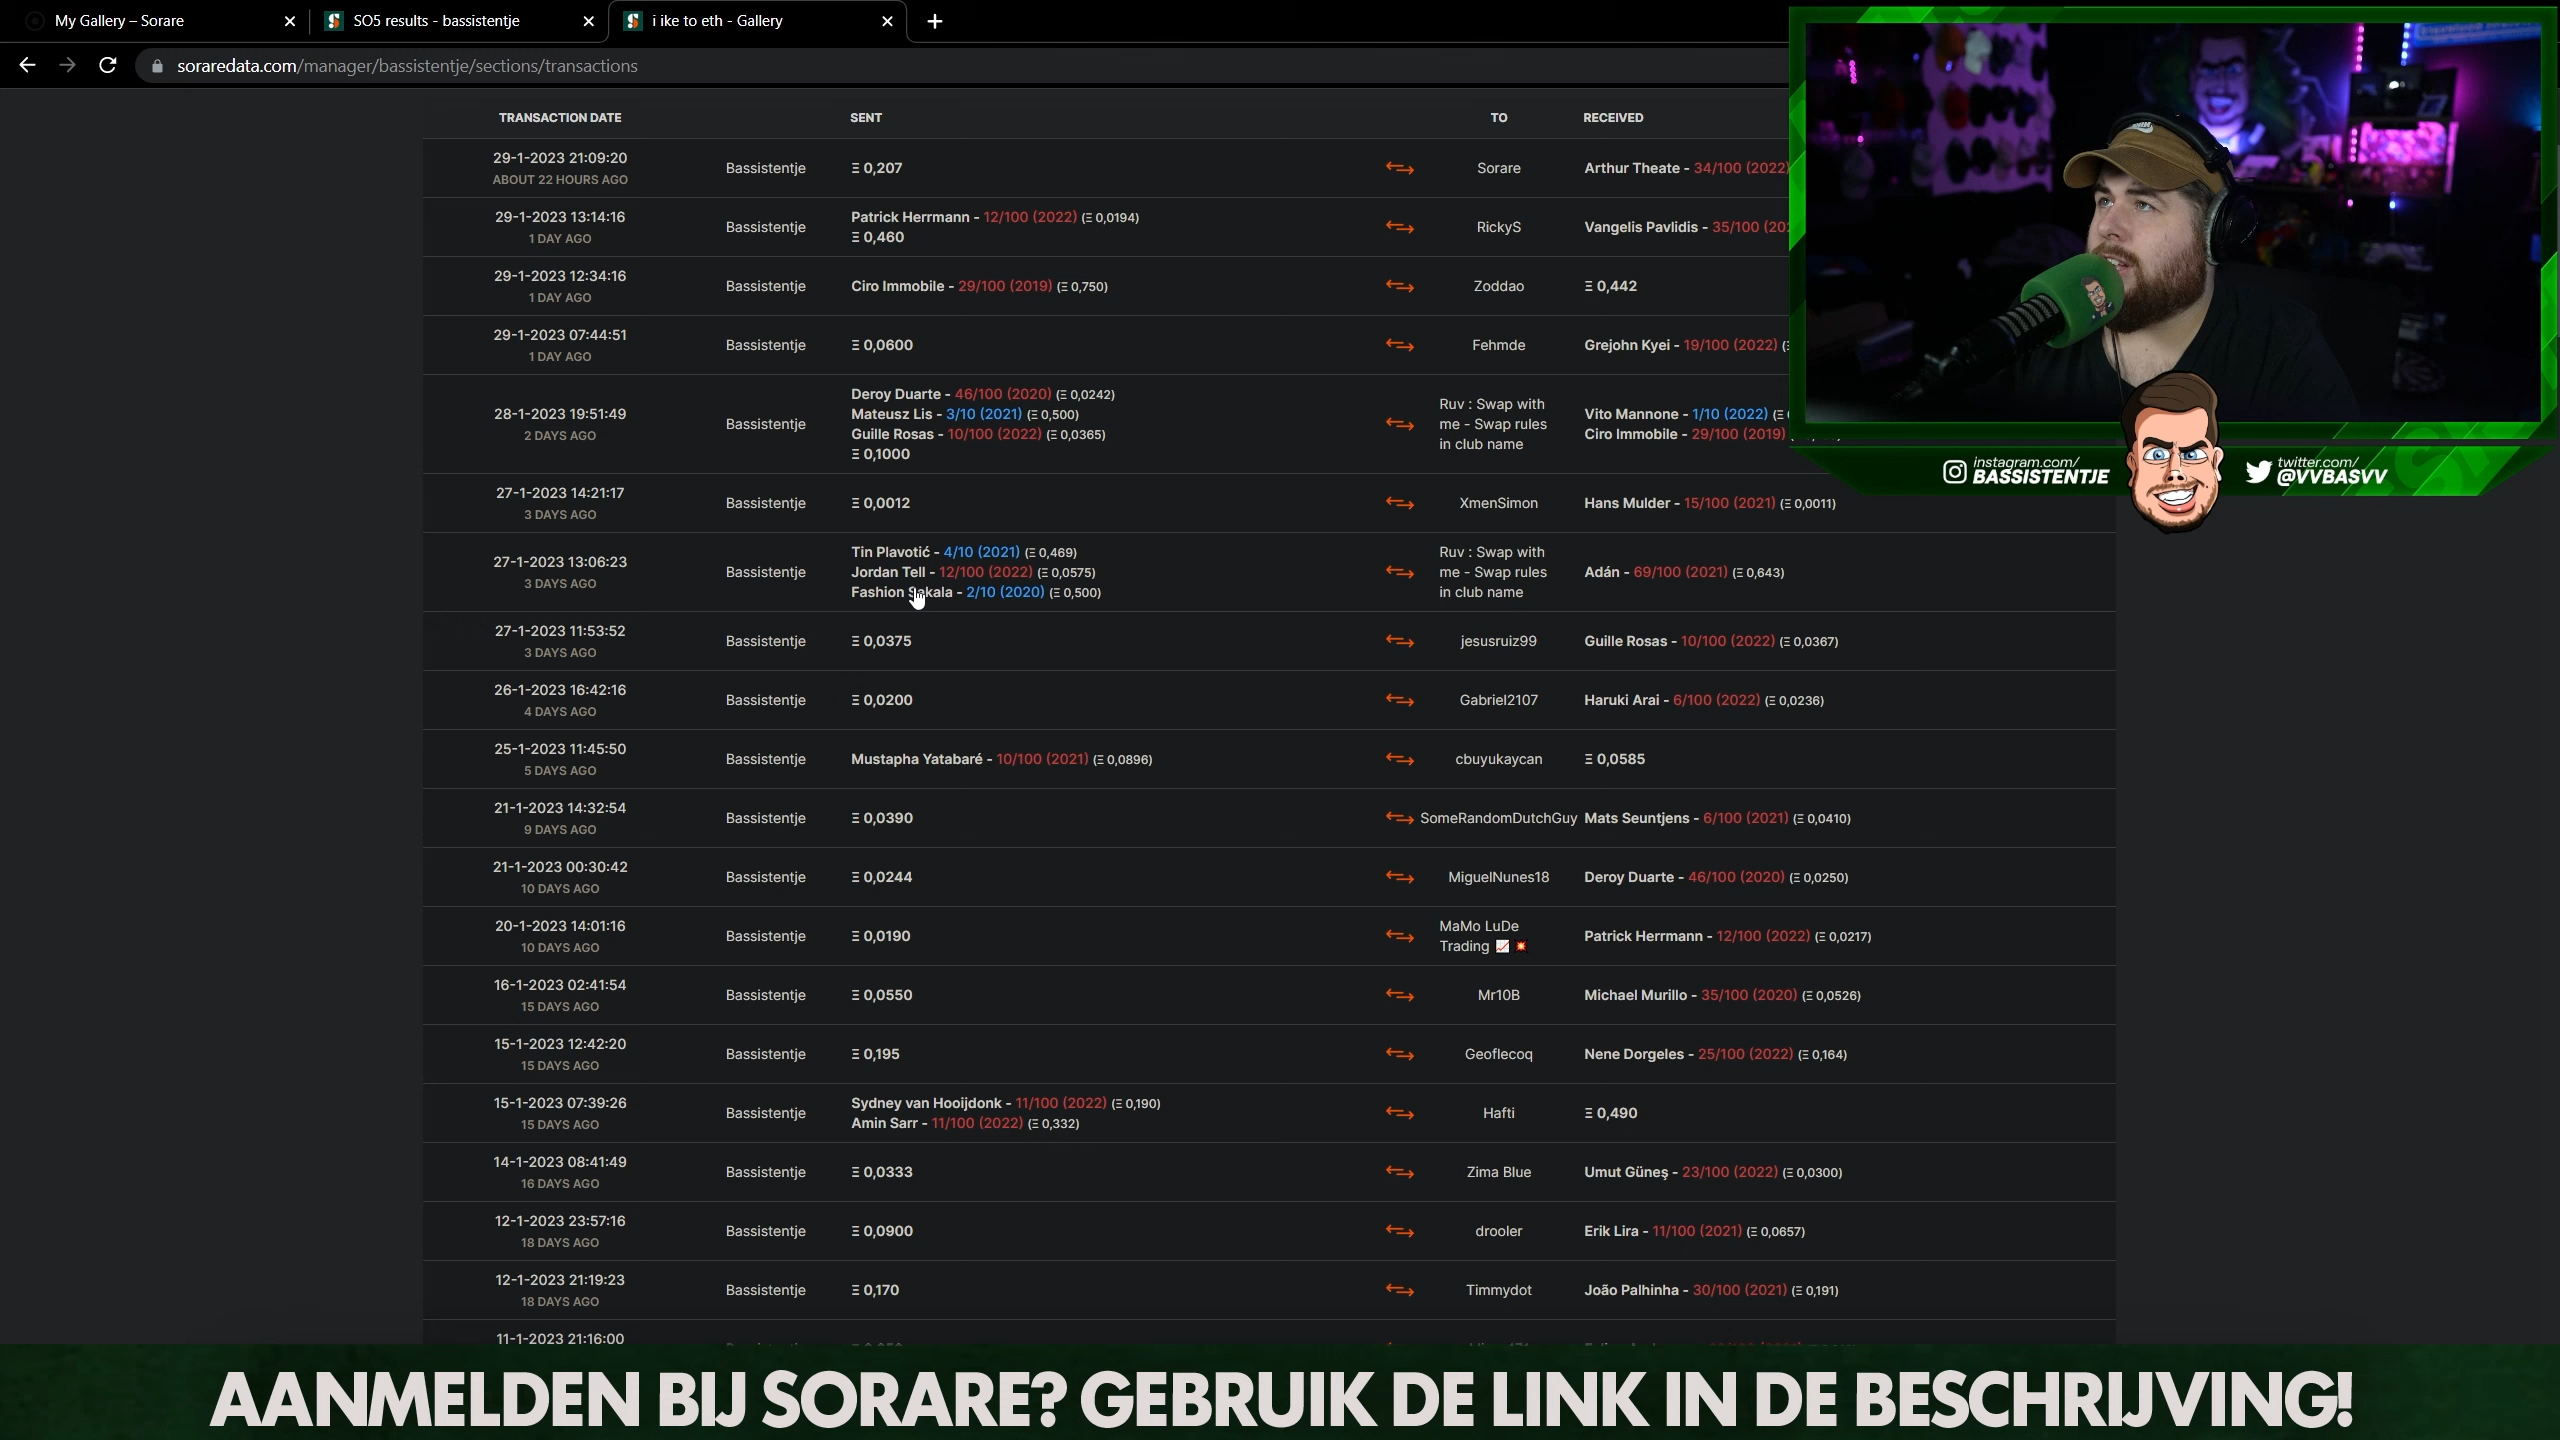 My Gallery – Sorare
SO5 results - bassistentje
i ike to eth - Gallery
soraredata.com/manager/bassistentje/sections/transactions
TRANSACTION DATE SENT TO RECEIVED
29-1-2023 21:09:20
ABOUT 22 HOURS AGO
Bassistentje
Ξ 0,207
Sorare
Arthur Theate - 34/100 (2022)
29-1-2023 13:14:16
1 DAY AGO
Bassistentje
Patrick Herrmann - 12/100 (2022) (Ξ 0,0194)
Ξ 0,460
RickyS
Vangelis Pavlidis - 35/100
29-1-2023 12:34:16
1 DAY AGO
Bassistentje
Ciro Immobile - 29/100 (2019) (Ξ 0,750)
Zoddao
Ξ 0,442
29-1-2023 07:44:51
1 DAY AGO
Bassistentje
Ξ 0,0600
Fehmde
Grejohn Kyei - 19/100 (2022)
28-1-2023 19:51:49
2 DAYS AGO
Bassistentje
Deroy Duarte - 46/100 (2020) (Ξ 0,0242)
Mateusz Lis - 3/10 (2021) (Ξ 0,500)
Guille Rosas - 10/100 (2022) (Ξ 0,0365)
Ξ 0,1000
Ruv : Swap with
me - Swap rules
in club name
Vito Mannone - 1/10 (2022)
Ciro Immobile - 29/100 (2019)
27-1-2023 14:21:17
3 DAYS AGO
Bassistentje
Ξ 0,0012
XmenSimon
Hans Mulder - 15/100 (2021) (Ξ 0,0011)
27-1-2023 13:06:23
3 DAYS AGO
Bassistentje
Tin Plavotić - 4/10 (2021) (Ξ 0,469)
Jordan Tell - 12/100 (2022) (Ξ 0,0575)
Fashion Sakala - 2/10 (2020) (Ξ 0,500)
Ruv : Swap with
me - Swap rules
in club name
Adán - 69/100 (2021) (Ξ 0,643)
27-1-2023 11:53:52
3 DAYS AGO
Bassistentje
Ξ 0,0375
jesusruiz99
Guille Rosas - 10/100 (2022) (Ξ 0,0367)
26-1-2023 16:42:16
4 DAYS AGO
Bassistentje
Ξ 0,0200
Gabriel2107
Haruki Arai - 6/100 (2022) (Ξ 0,0236)
25-1-2023 11:45:50
5 DAYS AGO
Bassistentje
Mustapha Yatabaré - 10/100 (2021) (Ξ 0,0896)
cbuyukaycan
Ξ 0,0585
21-1-2023 14:32:54
9 DAYS AGO
Bassistentje
Ξ 0,0390
SomeRandomDutchGuy
Mats Seuntjens - 6/100 (2021) (Ξ 0,0410)
21-1-2023 00:30:42
10 DAYS AGO
Bassistentje
Ξ 0,0244
MiguelNunes18
Deroy Duarte - 46/100 (2020) (Ξ 0,0250)
20-1-2023 14:01:16
10 DAYS AGO
Bassistentje
Ξ 0,0190
MaMo LuDe
Trading 📈 💥
Patrick Herrmann - 12/100 (2022) (Ξ 0,0217)
16-1-2023 02:41:54
15 DAYS AGO
Bassistentje
Ξ 0,0550
Mr10B
Michael Murillo - 35/100 (2020) (Ξ 0,0526)
15-1-2023 12:42:20
15 DAYS AGO
Bassistentje
Ξ 0,195
Geoflecoq
Nene Dorgeles - 25/100 (2022) (Ξ 0,164)
15-1-2023 07:39:26
15 DAYS AGO
Bassistentje
Sydney van Hooijdonk - 11/100 (2022) (Ξ 0,190)
Amin Sarr - 11/100 (2022) (Ξ 0,332)
Hafti
Ξ 0,490
14-1-2023 08:41:49
16 DAYS AGO
Bassistentje
Ξ 0,0333
Zima Blue
Umut Güneş - 23/100 (2022) (Ξ 0,0300)
12-1-2023 23:57:16
18 DAYS AGO
Bassistentje
Ξ 0,0900
drooler
Erik Lira - 11/100 (2021) (Ξ 0,0657)
12-1-2023 21:19:23
18 DAYS AGO
Bassistentje
Ξ 0,170
Timmydot
João Palhinha - 30/100 (2021) (Ξ 0,191)
11-1-2023 21:16:00
instagram.com/
BASSISTENTJE
twitter.com/
@VVBASVV
AANMELDEN BIJ SORARE? GEBRUIK DE LINK IN DE BESCHRIJVING!